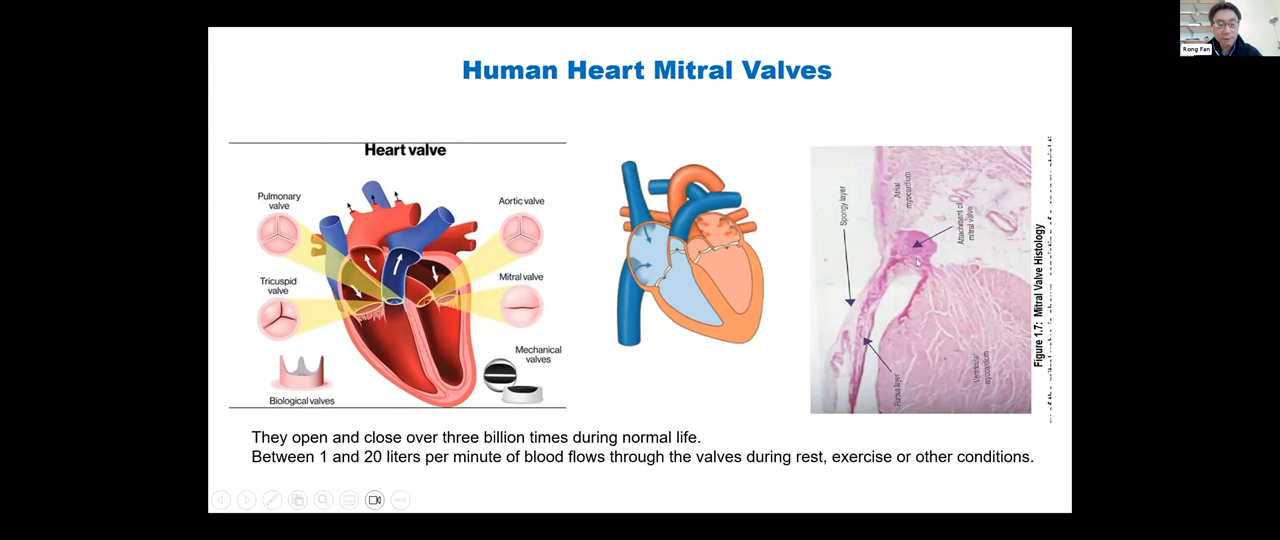 Rong Fan
Human Heart Mitral Valves
Heart valve
Pulmonary
valve
Aortic valve
Tricuspid
valve
Mitral valve
Mechanical
valves
Biological valves
Spongy layer
Atrial
myocardium
Attachment of
mitral valve
Fibrous layer
Ventricular
myocardium
Figure 1.7: Mitral Valve Histology
They open and close over three billion times during normal life.
Between 1 and 20 liters per minute of blood flows through the valves during rest, exercise or other conditions.